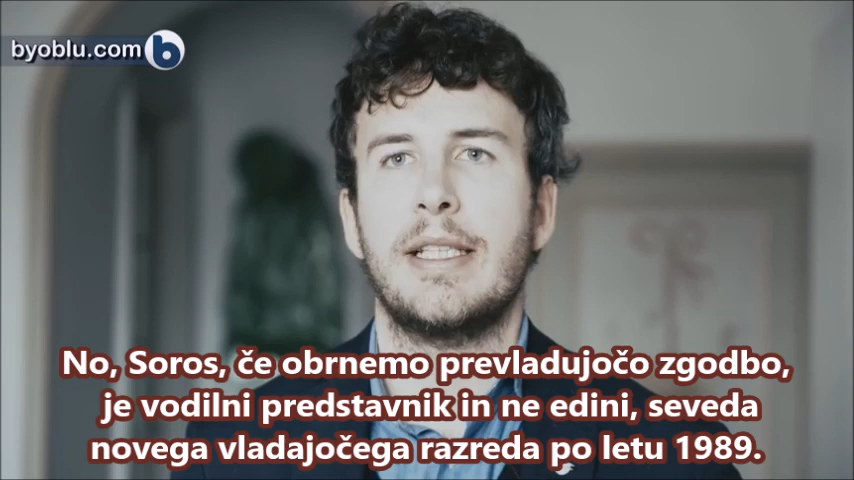 byoblu.com b
No, Soros, če obrnemo prevladujočo zgodbo,
je vodilni predstavnik in ne edini, seveda
novega vladajočega razreda po letu 1989.